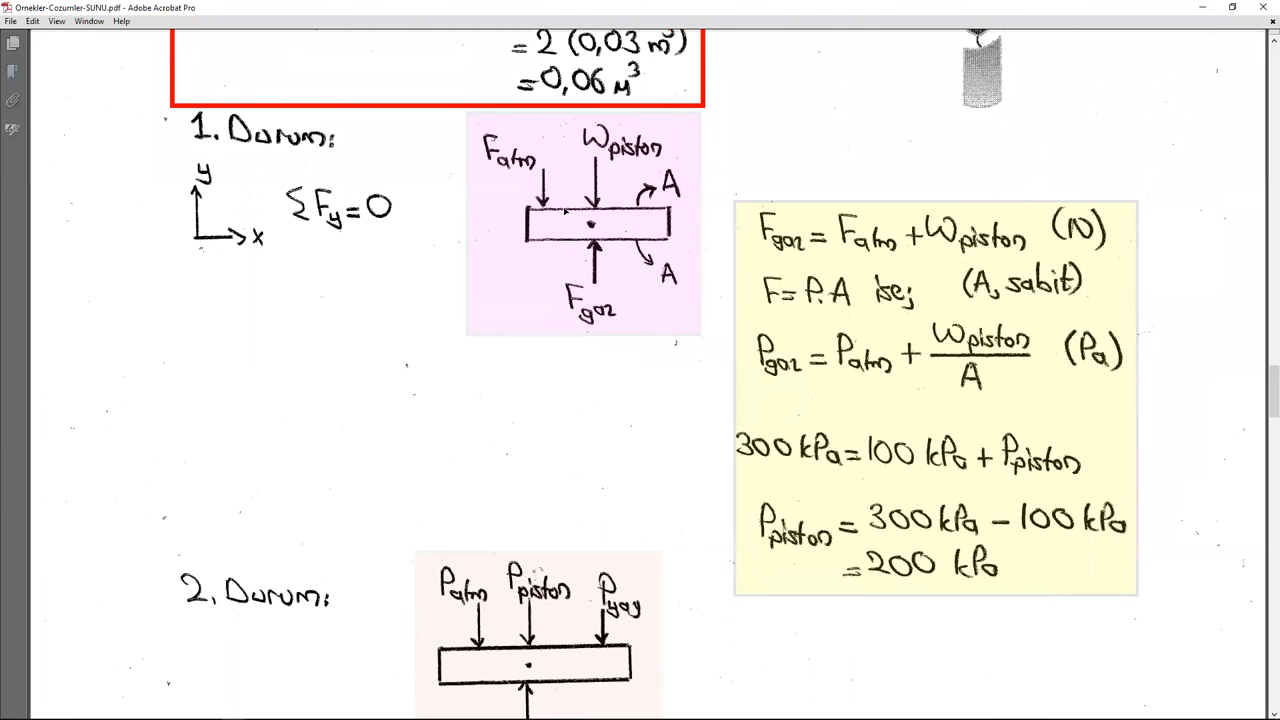 Ornekler-Cozumler-SUNU.pdf - Adobe Acrobat Pro
File Edit View Window Help
= 2 (0,03 m³)
= 0,06 m³
1. Durum:
y
x
ΣFy = 0
Fatm
Wpiston
A
A
Fgaz
Fgaz = Fatm + Wpiston (N)
F = P.A ise; (A, sabit)
Pgaz = Patm + Wpiston / A (Pa)
300 kPa = 100 kPa + Ppiston
Ppiston = 300 kPa - 100 kPa
= 200 kPa
2. Durum:
Patm Ppiston Pyay